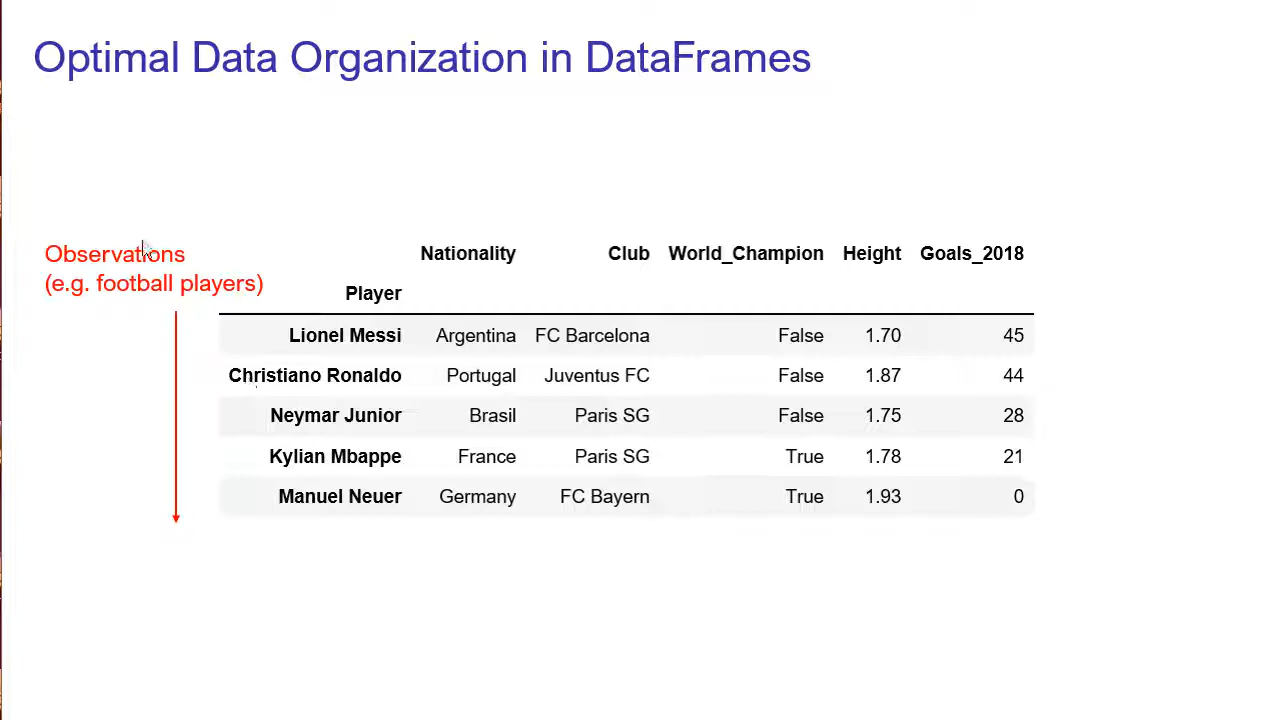 Optimal Data Organization in DataFrames
Observations
(e.g. football players)
Nationality Club World_Champion Height Goals_2018
Player
Lionel Messi Argentina FC Barcelona False 1.70 45
Christiano Ronaldo Portugal Juventus FC False 1.87 44
Neymar Junior Brasil Paris SG False 1.75 28
Kylian Mbappe France Paris SG True 1.78 21
Manuel Neuer Germany FC Bayern True 1.93 0